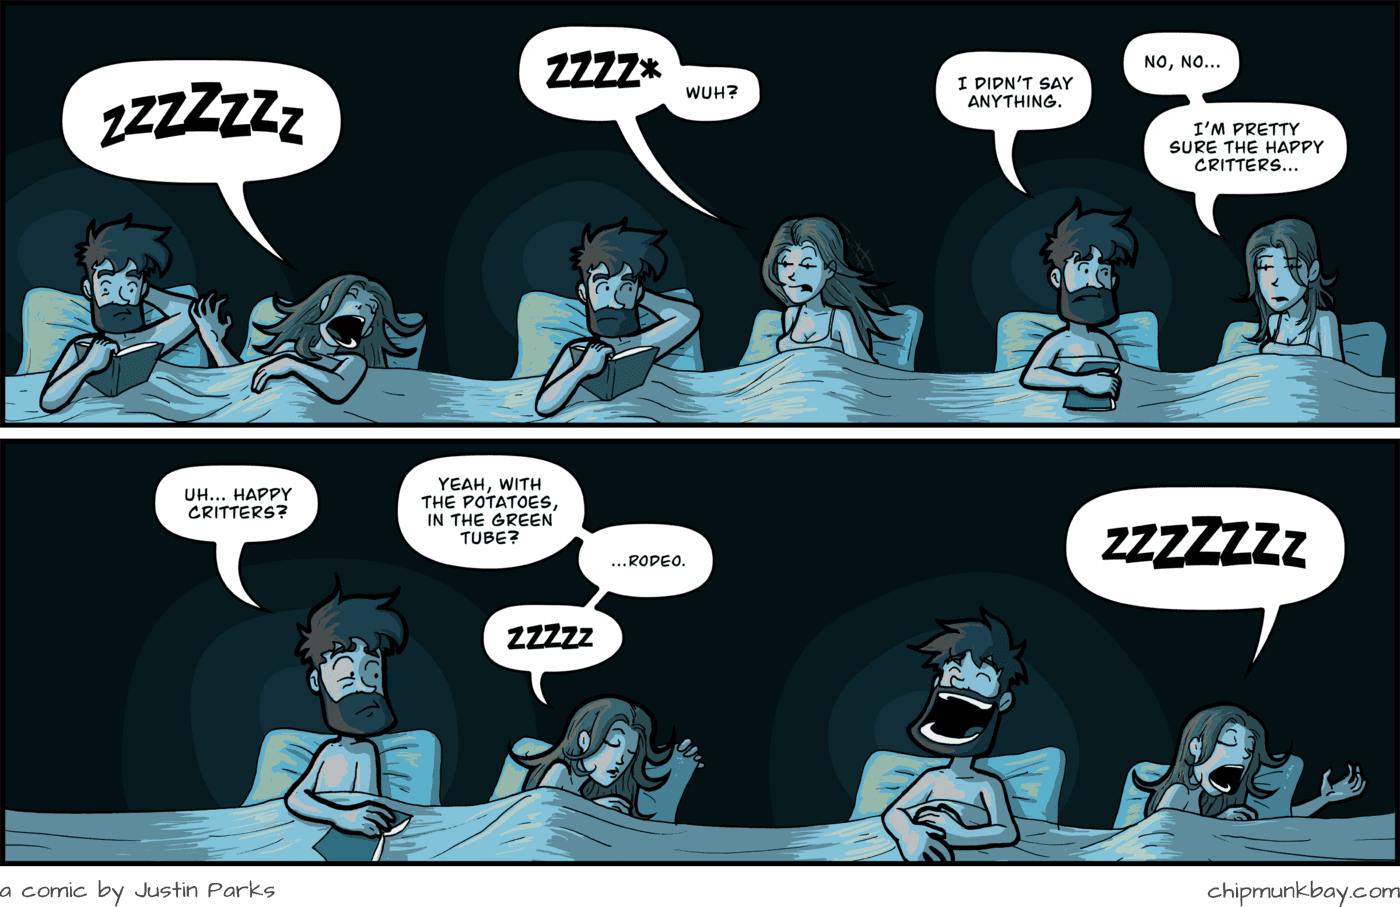 ZZZZZZZ
ZZZZ*
WUH?
I DIDN'T SAY
ANYTHING.
NO, NO...
I'M PRETTY
SURE THE HAPPY
CRITTERS...
UH... HAPPY
CRITTERS?
YEAH, WITH
THE POTATOES,
IN THE GREEN
TUBE?
...RODEO.
ZZZZZ
ZZZZZZZ
a comic by Justin Parks
chipmunkbay.com